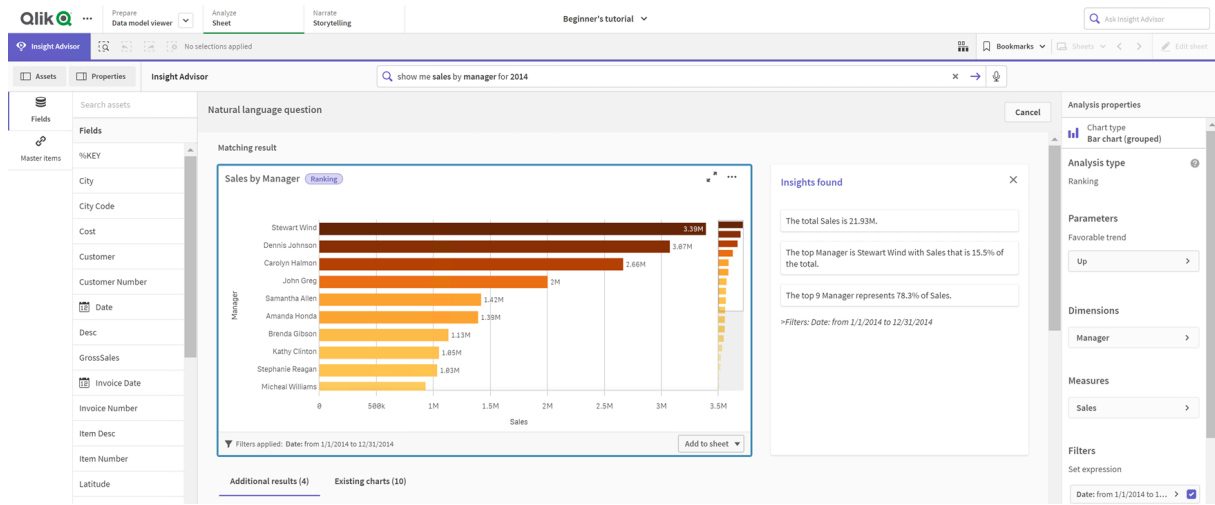 Qlik
Prepare
Data model viewer
Analyze
Sheet
Narrate
Storytelling
Beginner's tutorial
Ask Insight Advisor
Insight Advisor
No selections applied
Bookmarks
Sheets
Edit sheet
Assets
Properties
Insight Advisor
show me sales by manager for 2014
Fields
Master items
Search assets
Fields
%KEY
City
City Code
Cost
Customer
Customer Number
Date
Desc
GrossSales
Invoice Date
Invoice Number
Item Desc
Item Number
Latitude
Natural language question
Cancel
Matching result
Sales by Manager Ranking
Manager
Stewart Wind 3.39M
Dennis Johnson 3.07M
Carolyn Halmon 2.66M
John Greg 2M
Samantha Allen 1.42M
Amanda Honda 1.39M
Brenda Gibson 1.13M
Kathy Clinton 1.05M
Stephanie Reagan 1.03M
Micheal Williams
0 500k 1M 1.5M 2M 2.5M 3M 3.5M
Sales
Filters applied: Date: from 1/1/2014 to 12/31/2014
Add to sheet
Additional results (4)
Existing charts (10)
Insights found
The total Sales is 21.93M.
The top Manager is Stewart Wind with Sales that is 15.5% of
the total.
The top 9 Manager represents 78.3% of Sales.
>Filters: Date: from 1/1/2014 to 12/31/2014
Analysis properties
Chart type
Bar chart (grouped)
Analysis type
Ranking
Parameters
Favorable trend
Up
Dimensions
Manager
Measures
Sales
Filters
Set expression
Date: from 1/1/2014 to 1...